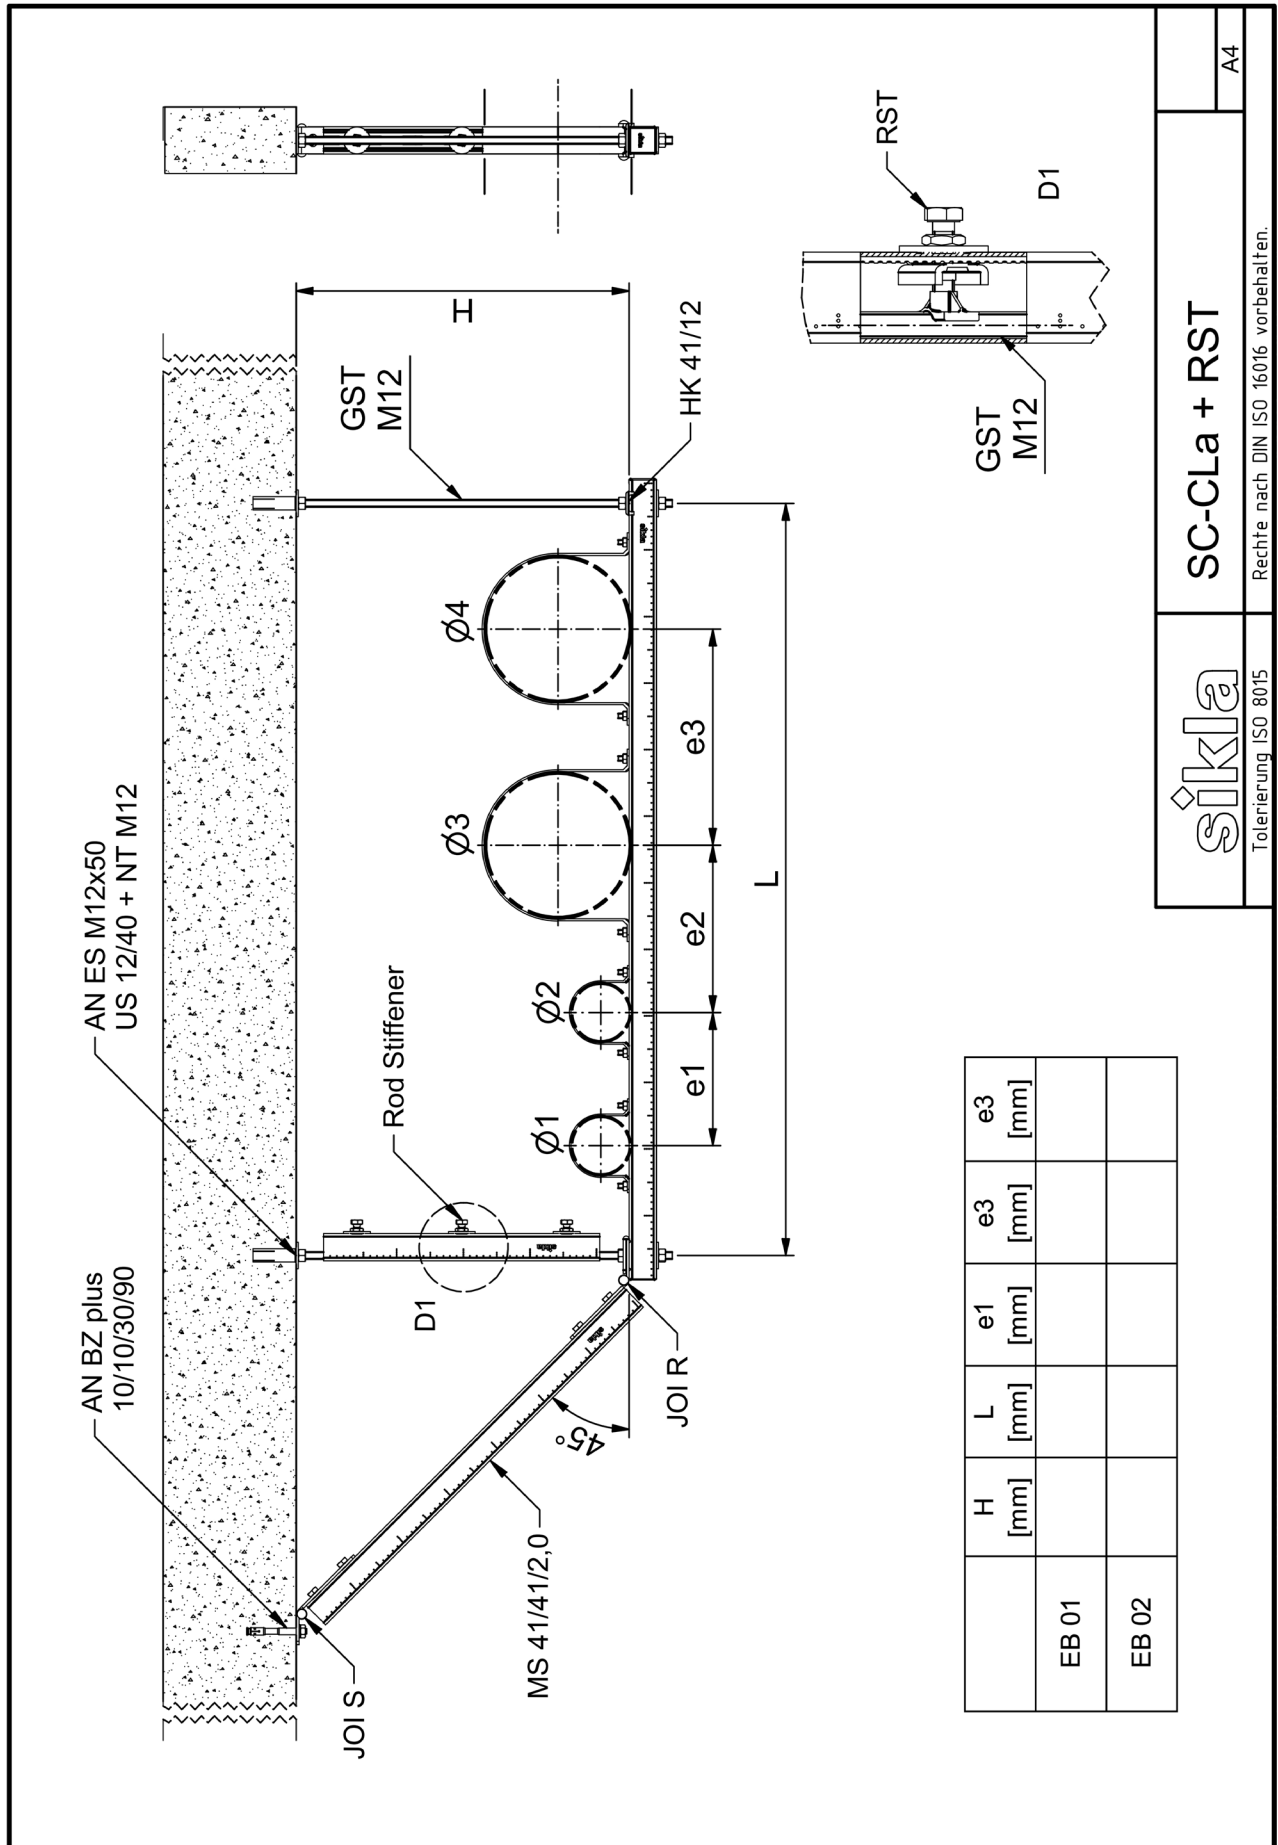 AN BZ plus
10/10/30/90
AN ES M12x50
US 12/40 + NT M12
JOI S
MS 41/41/2,0
45°
JOI R
D1
Rod Stiffener
Ø1
Ø2
Ø3
Ø4
e1
e2
e3
L
GST
M12
H
HK 41/12
RST
GST
M12
D1
H
[mm]
L
[mm]
e1
[mm]
e3
[mm]
e3
[mm]
EB 01
EB 02
sikla
SC-CLa + RST
A4
Tolerierung ISO 8015
Rechte nach DIN ISO 16016 vorbehalten.